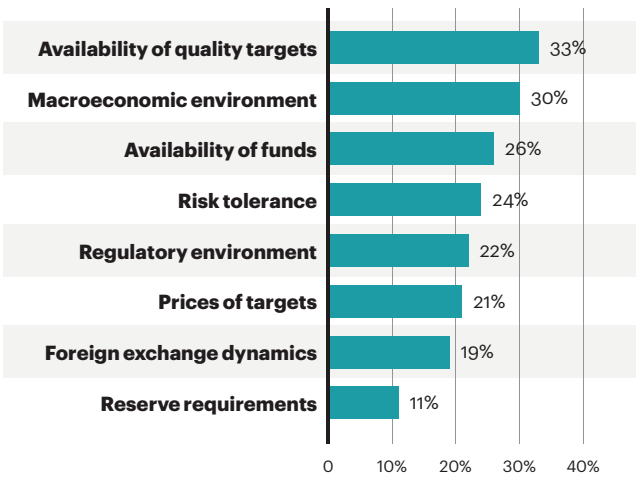 Availability of quality targets 33%
Macroeconomic environment 30%
Availability of funds 26%
Risk tolerance 24%
Regulatory environment 22%
Prices of targets 21%
Foreign exchange dynamics 19%
Reserve requirements 11%
0 10% 20% 30% 40%